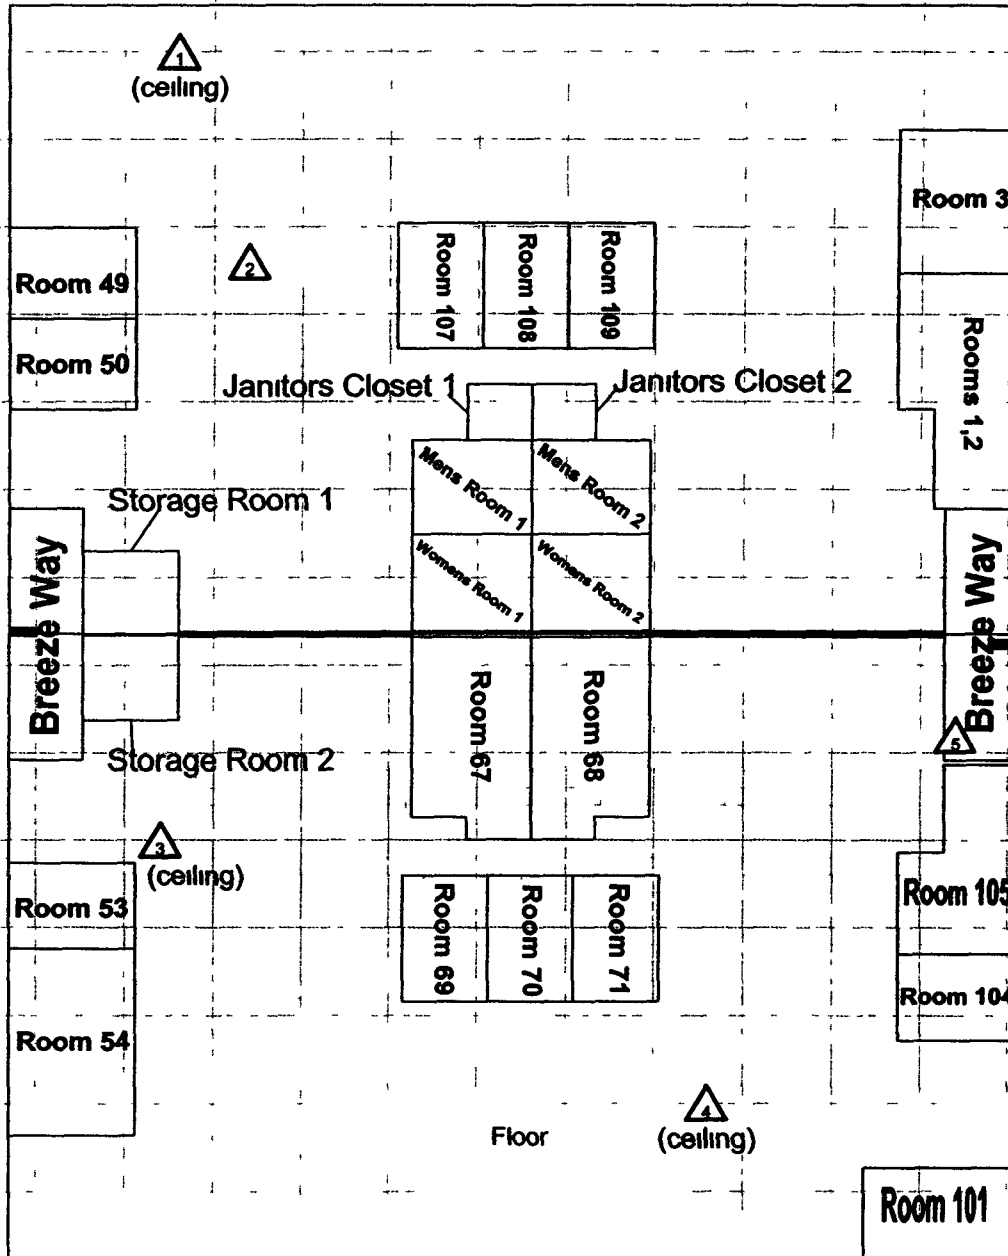 1
(ceiling)
Room 3
Room 49
2
Room 107
Room 108
Room 109
Room 50
Rooms 1,2
Janitors Closet 1
Janitors Closet 2
Mens Room 1
Mens Room 2
Storage Room 1
Womens Room 1
Womens Room 2
Breeze Way
Breeze Way
Room 67
Room 68
5
Storage Room 2
3
(ceiling)
Room 53
Room 69
Room 70
Room 71
Room 105
Room 104
Room 54
4
(ceiling)
Floor
Room 101